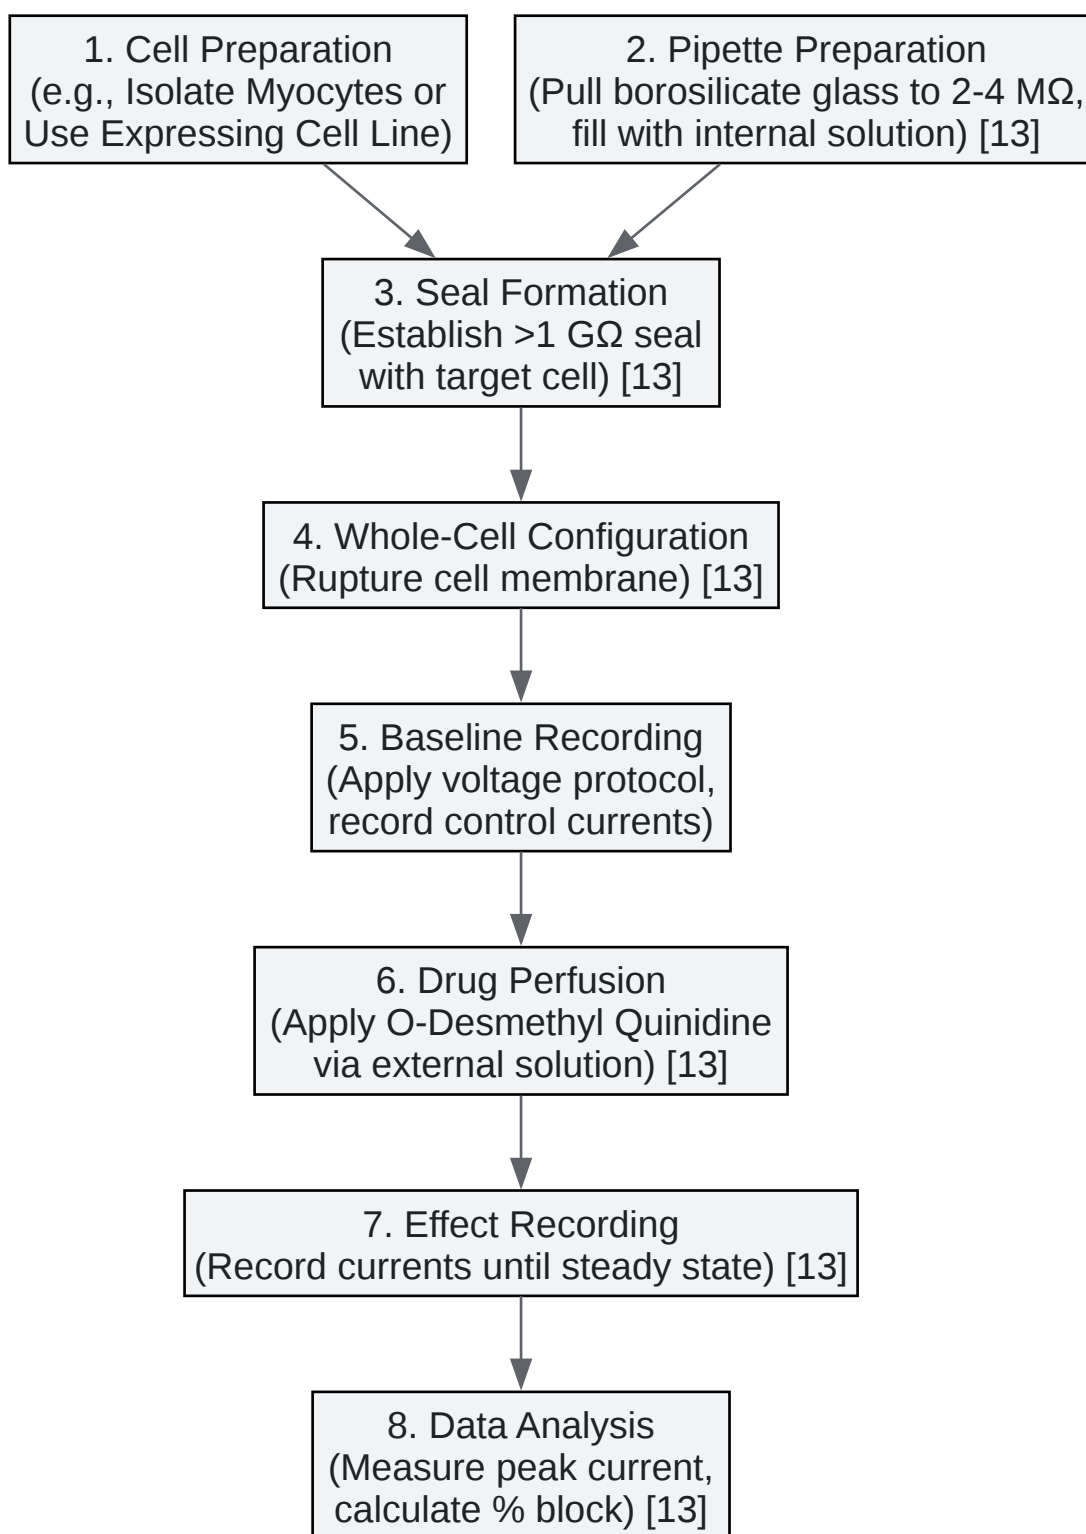 1. Cell Preparation
(e.g., Isolate Myocytes or
Use Expressing Cell Line)
2. Pipette Preparation
(Pull borosilicate glass to 2-4 MΩ,
fill with internal solution) [13]
3. Seal Formation
(Establish >1 GΩ seal
with target cell) [13]
4. Whole-Cell Configuration
(Rupture cell membrane) [13]
5. Baseline Recording
(Apply voltage protocol,
record control currents)
6. Drug Perfusion
(Apply O-Desmethyl Quinidine
via external solution) [13]
7. Effect Recording
(Record currents until steady state) [13]
8. Data Analysis
(Measure peak current,
calculate % block) [13]